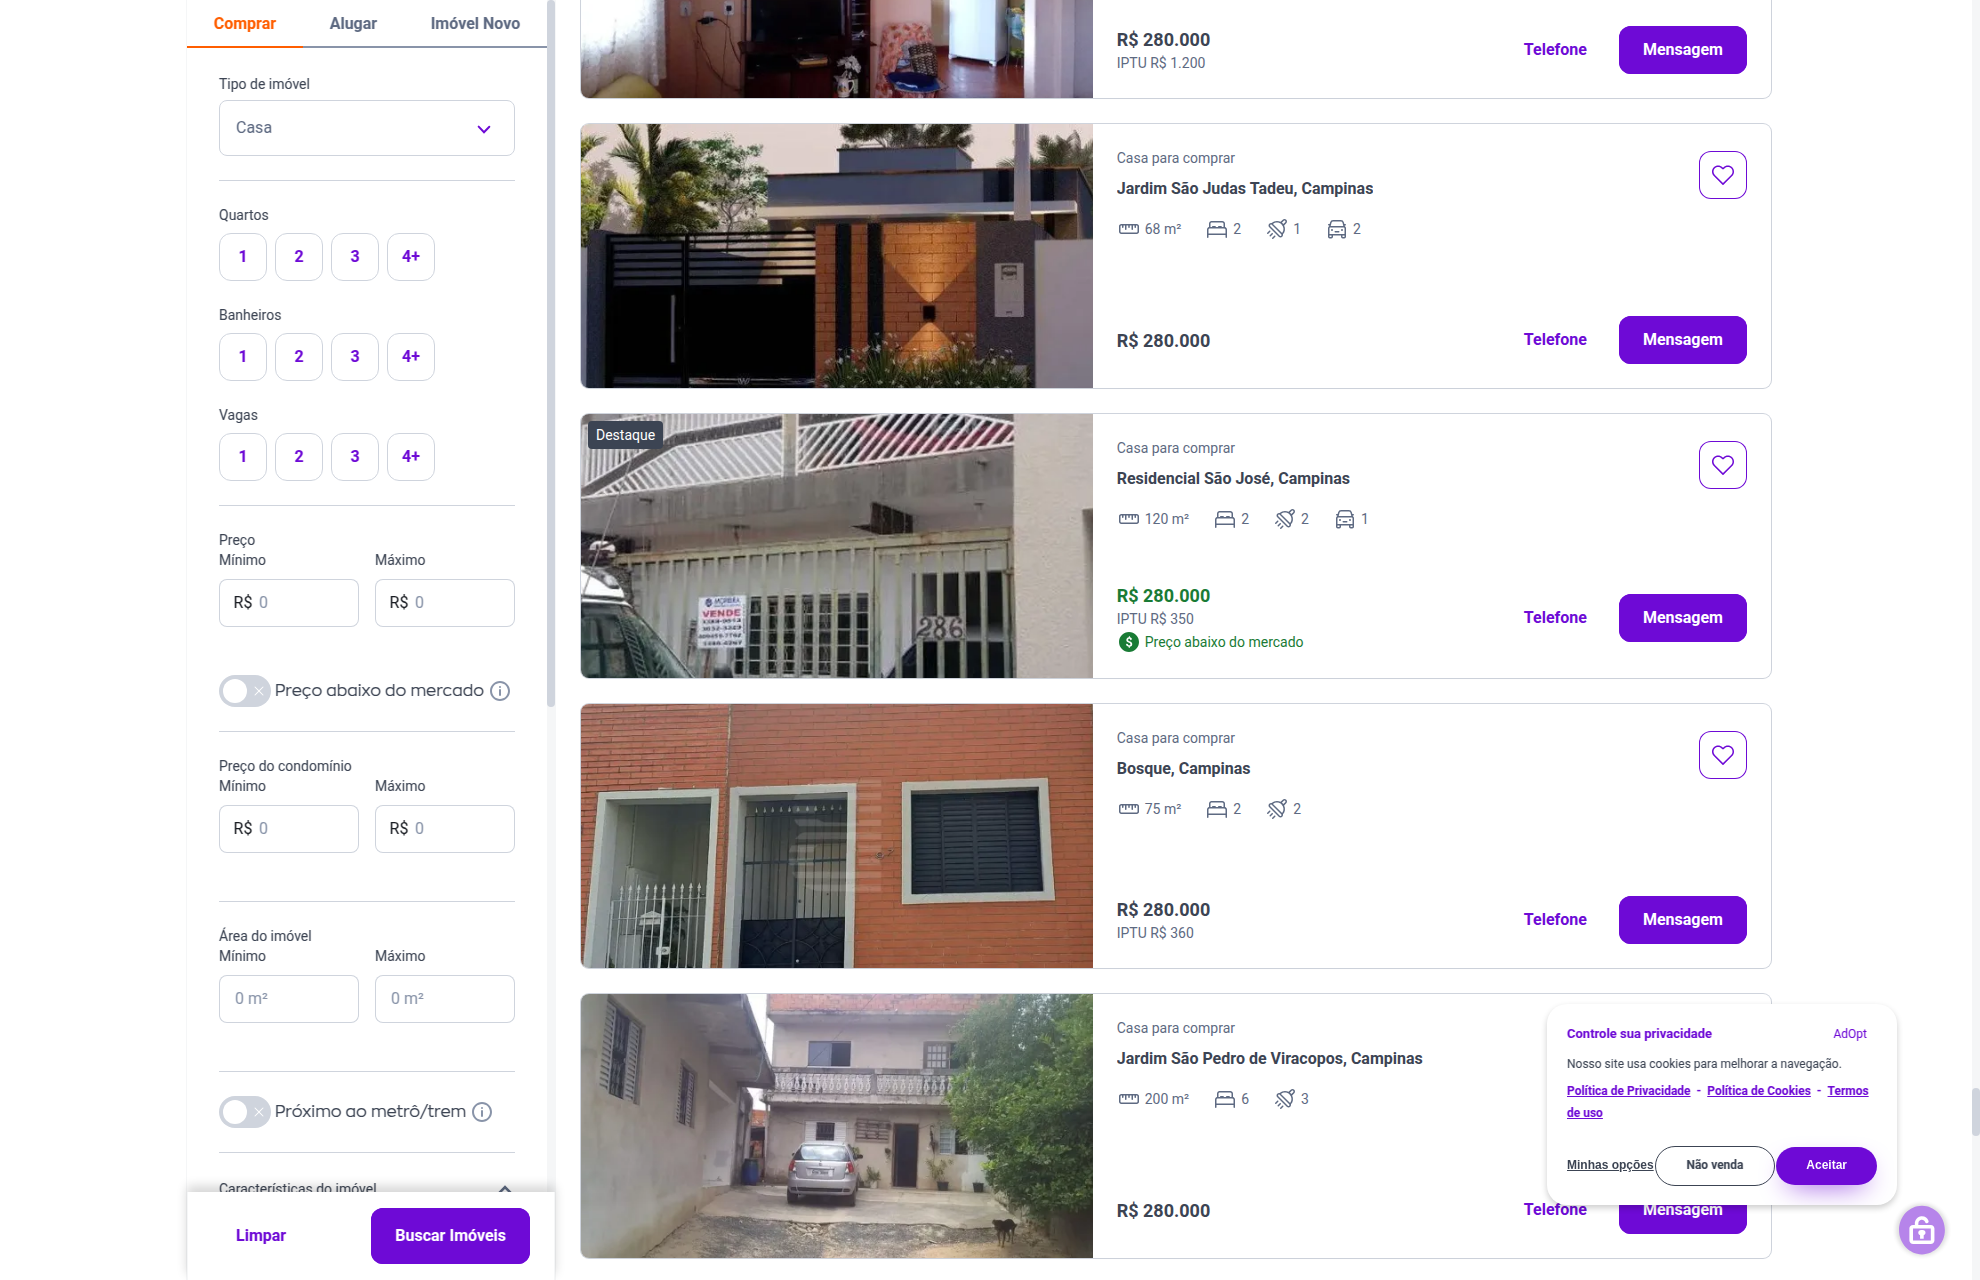 Comprar
Alugar
Imóvel Novo
Tipo de imóvel
Casa
Quartos
1
2
3
4+
Banheiros
1
2
3
4+
Vagas
1
2
3
4+
Preço
Mínimo
Máximo
R$ 0
R$ 0
Preço abaixo do mercado
Preço do condomínio
Mínimo
Máximo
R$ 0
R$ 0
Área do imóvel
Mínimo
Máximo
0 m²
0 m²
Próximo ao metrô/trem
Características do imóvel
Limpar
Buscar Imóveis
R$ 280.000
IPTU R$ 1.200
Telefone
Mensagem
Casa para comprar
Jardim São Judas Tadeu, Campinas
68 m²
2
1
2
R$ 280.000
Telefone
Mensagem
Destaque
VENDE
286
Casa para comprar
Residencial São José, Campinas
120 m²
2
2
1
R$ 280.000
IPTU R$ 350
Preço abaixo do mercado
Telefone
Mensagem
Casa para comprar
Bosque, Campinas
75 m²
2
2
R$ 280.000
IPTU R$ 360
Telefone
Mensagem
Casa para comprar
Jardim São Pedro de Viracopos, Campinas
200 m²
6
3
R$ 280.000
Telefone
Mensagem
Controle sua privacidade
AdOpt
Nosso site usa cookies para melhorar a navegação.
Política de Privacidade - Política de Cookies - Termos
de uso
Minhas opções
Não venda
Aceitar